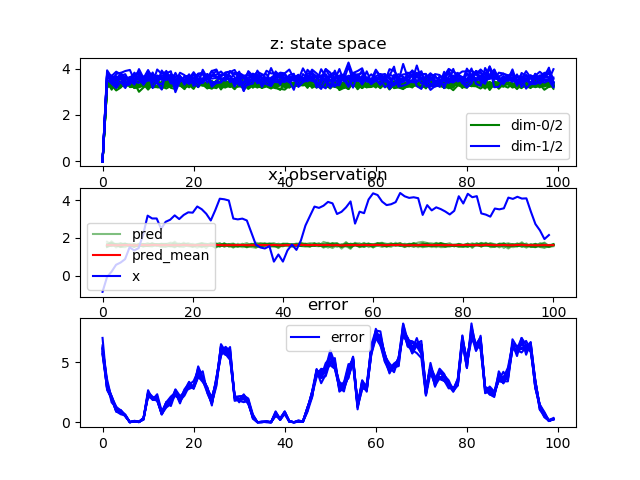 z: state space
4
2
0
dim-0/2
dim-1/2
0 20 40 60 80 100
x: observation
4
2
0
pred
pred_mean
x
0 20 40 60 80 100
error
5
0
error
0 20 40 60 80 100